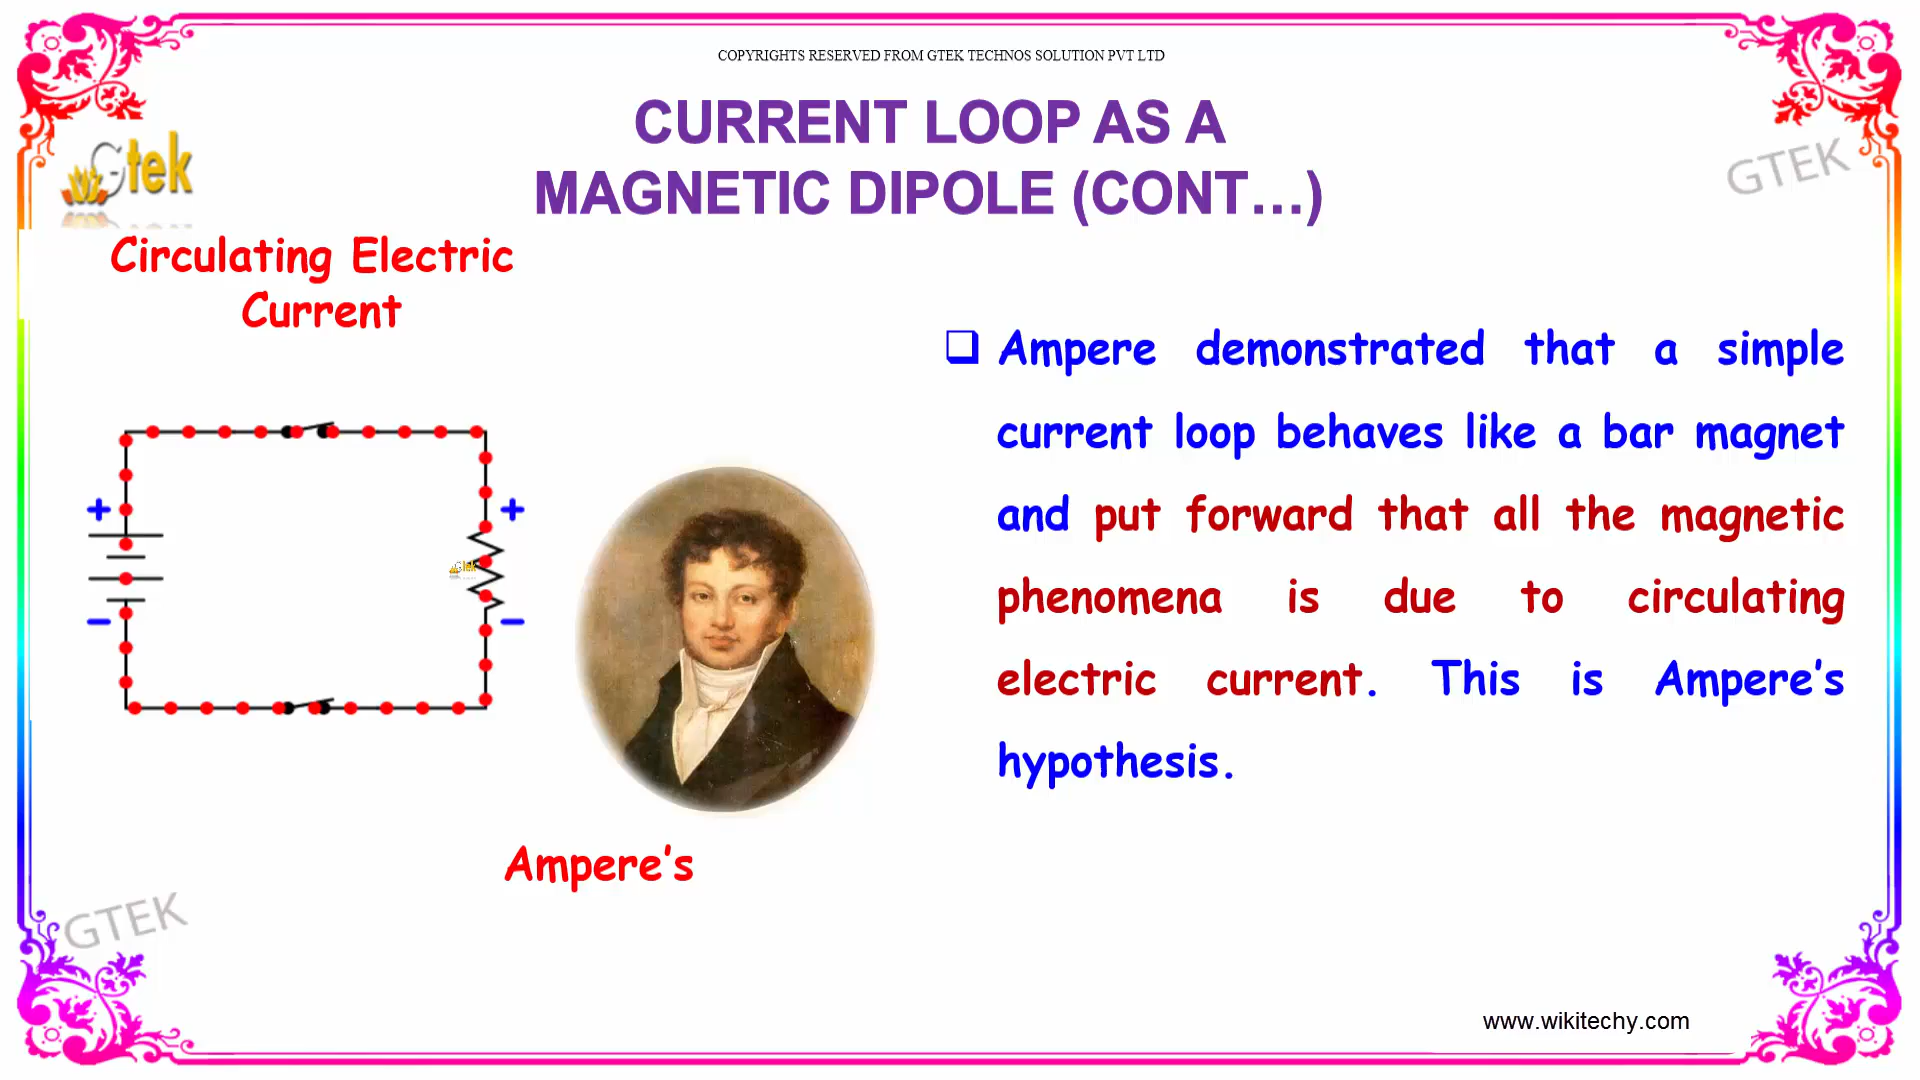 COPYRIGHTS RESERVED FROM GTEK TECHNOS SOLUTION PVT LTD
CURRENT LOOP AS A
MAGNETIC DIPOLE (CONT...)
Gtek
GTEK
Circulating Electric
Current
+
+
Gtek
–
–
Ampere's
❑ Ampere demonstrated that a simple
current loop behaves like a bar magnet
and put forward that all the magnetic
phenomena is due to circulating
electric current. This is Ampere's
hypothesis.
GTEK
www.wikitechy.com